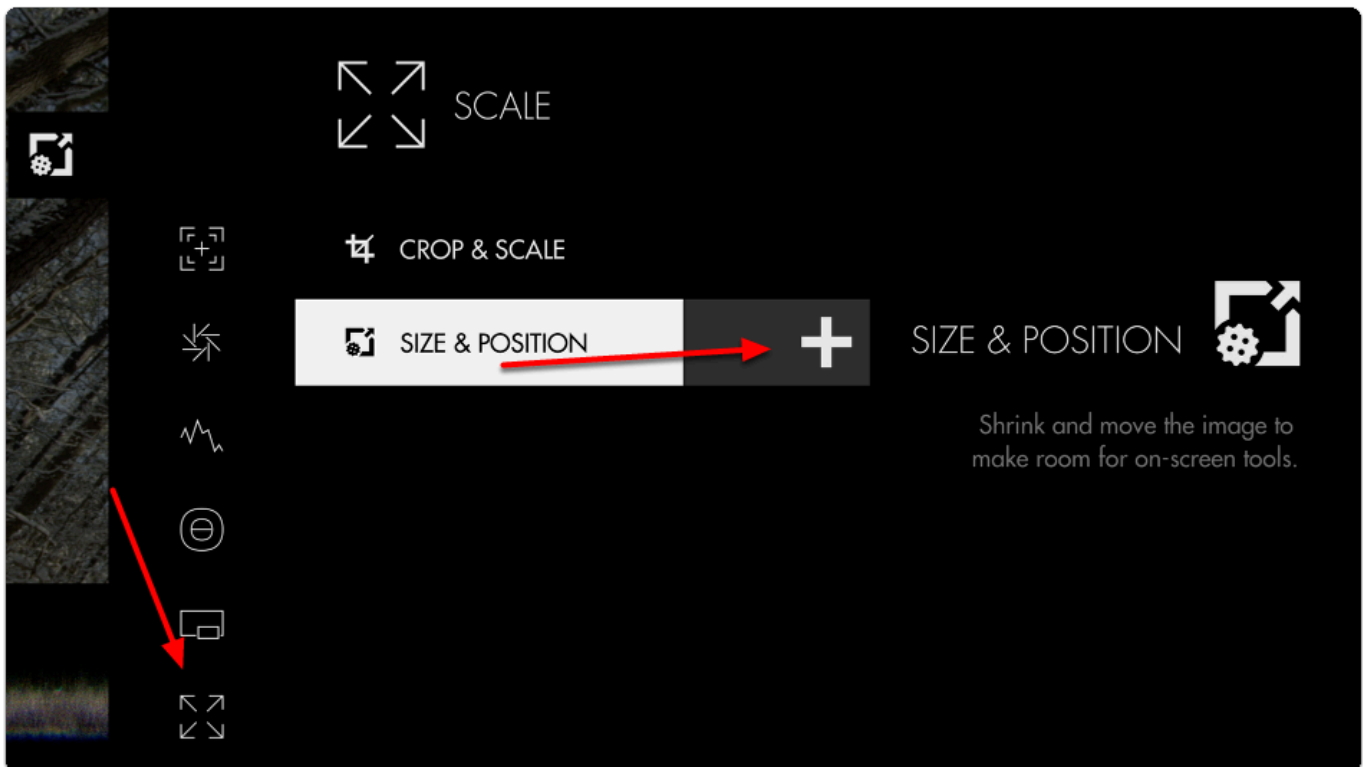 SCALE
CROP & SCALE
SIZE & POSITION
SIZE & POSITION
Shrink and move the image to
make room for on-screen tools.